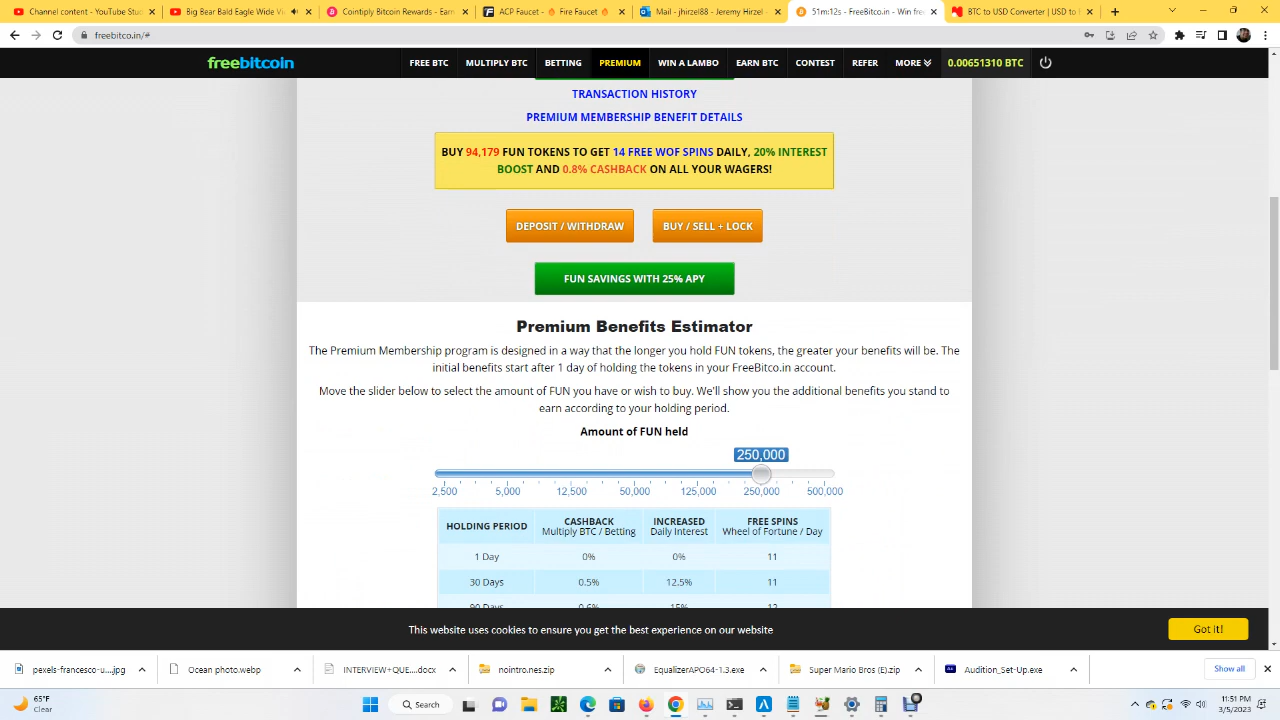 Channel content - YouTube Stud
Big Bear Bald Eagle Wide Vi
Cointiply Bitcoin Rewards - Earn
ACP Faucet - 🔥 Fire Faucet 🔥
Mail - jhirzel88 - Jeremy Hirzel -
51m12s - FreeBitco.in - Win free
BTC to USD Converter | USD to
freebitco.in/#
freebitcoin
FREE BTC
MULTIPLY BTC
BETTING
PREMIUM
WIN A LAMBO
EARN BTC
CONTEST
REFER
MORE
0.00651310 BTC
TRANSACTION HISTORY
PREMIUM MEMBERSHIP BENEFIT DETAILS
BUY 94,179 FUN TOKENS TO GET 14 FREE WOF SPINS DAILY, 20% INTEREST
BOOST AND 0.8% CASHBACK ON ALL YOUR WAGERS!
DEPOSIT / WITHDRAW
BUY / SELL + LOCK
FUN SAVINGS WITH 25% APY
Premium Benefits Estimator
The Premium Membership program is designed in a way that the longer you hold FUN tokens, the greater your benefits will be. The
initial benefits start after 1 day of holding the tokens in your FreeBitco.in account.
Move the slider below to select the amount of FUN you have or wish to buy. We'll show you the additional benefits you stand to
earn according to your holding period.
Amount of FUN held
250,000
2,500 5,000 12,500 50,000 125,000 250,000 500,000
HOLDING PERIOD
CASHBACK
Multiply BTC / Betting
INCREASED
Daily Interest
FREE SPINS
Wheel of Fortune / Day
1 Day 0% 0% 11
30 Days 0.5% 12.5% 11
90 Days 0.6% 15% 12
This website uses cookies to ensure you get the best experience on our website
Got it!
pexels-francesco-u....jpg
Ocean photo.webp
INTERVIEW+QUE....docx
nointro.nes.zip
EqualizerAPO64-1.3.exe
Super Mario Bros (E).zip
Audition_Set-Up.exe
Show all
65°F
Clear
Search
11:51 PM
3/5/2023